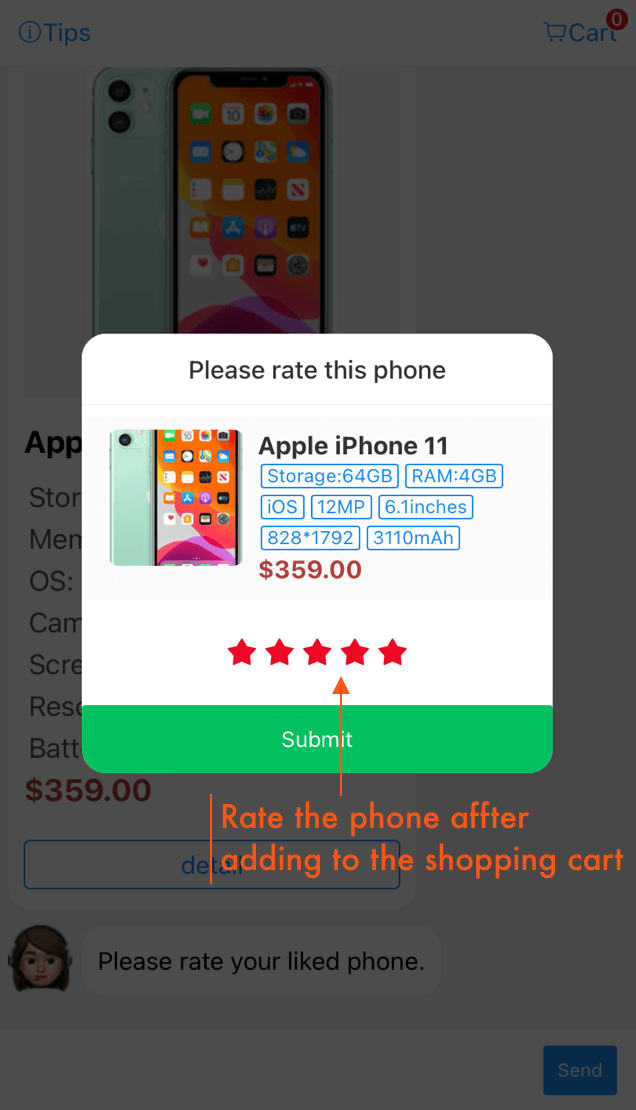 Tips
Cart
0
Please rate this phone
Apple iPhone 11
Storage:64GB RAM:4GB
iOS 12MP 6.1inches
828*1792 3110mAh
$359.00
Submit
App
Stor
Mem
OS:
Cam
Scre
Reso
Batt
$359.00
Rate the phone affter
adding to the shopping cart
detail
Please rate your liked phone.
Send